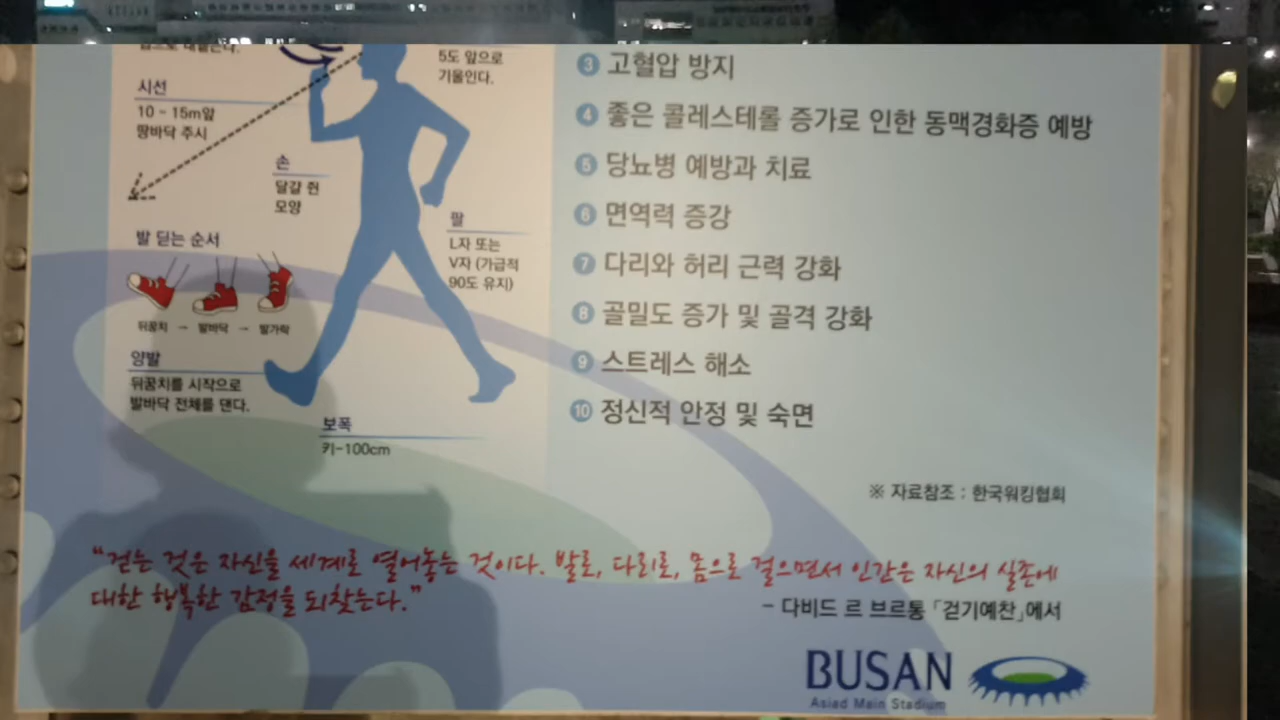 5도 앞으로
기울인다.
시선
10 ~ 15m앞
땅바닥 주시
손
달걀 쥔
모양
팔
L자 또는
V자 (가급적
90도 유지)
발 딛는 순서
뒤꿈치 → 발바닥 → 발가락
양발
뒤꿈치를 시작으로
발바닥 전체를 댄다.
보폭
키-100cm
③ 고혈압 방지
④ 좋은 콜레스테롤 증가로 인한 동맥경화증 예방
⑤ 당뇨병 예방과 치료
⑥ 면역력 증강
⑦ 다리와 허리 근력 강화
⑧ 골밀도 증가 및 골격 강화
⑨ 스트레스 해소
⑩ 정신적 안정 및 숙면
※ 자료참조 : 한국워킹협회
“걷는 것은 자신을 세계로 열어놓는 것이다. 발로, 다리로, 몸으로 걸으면서 인간은 자신의 실존에
대한 행복한 감정을 되찾는다.”
- 다비드 르 브르통 「걷기예찬」에서
BUSAN
Asiad Main Stadium